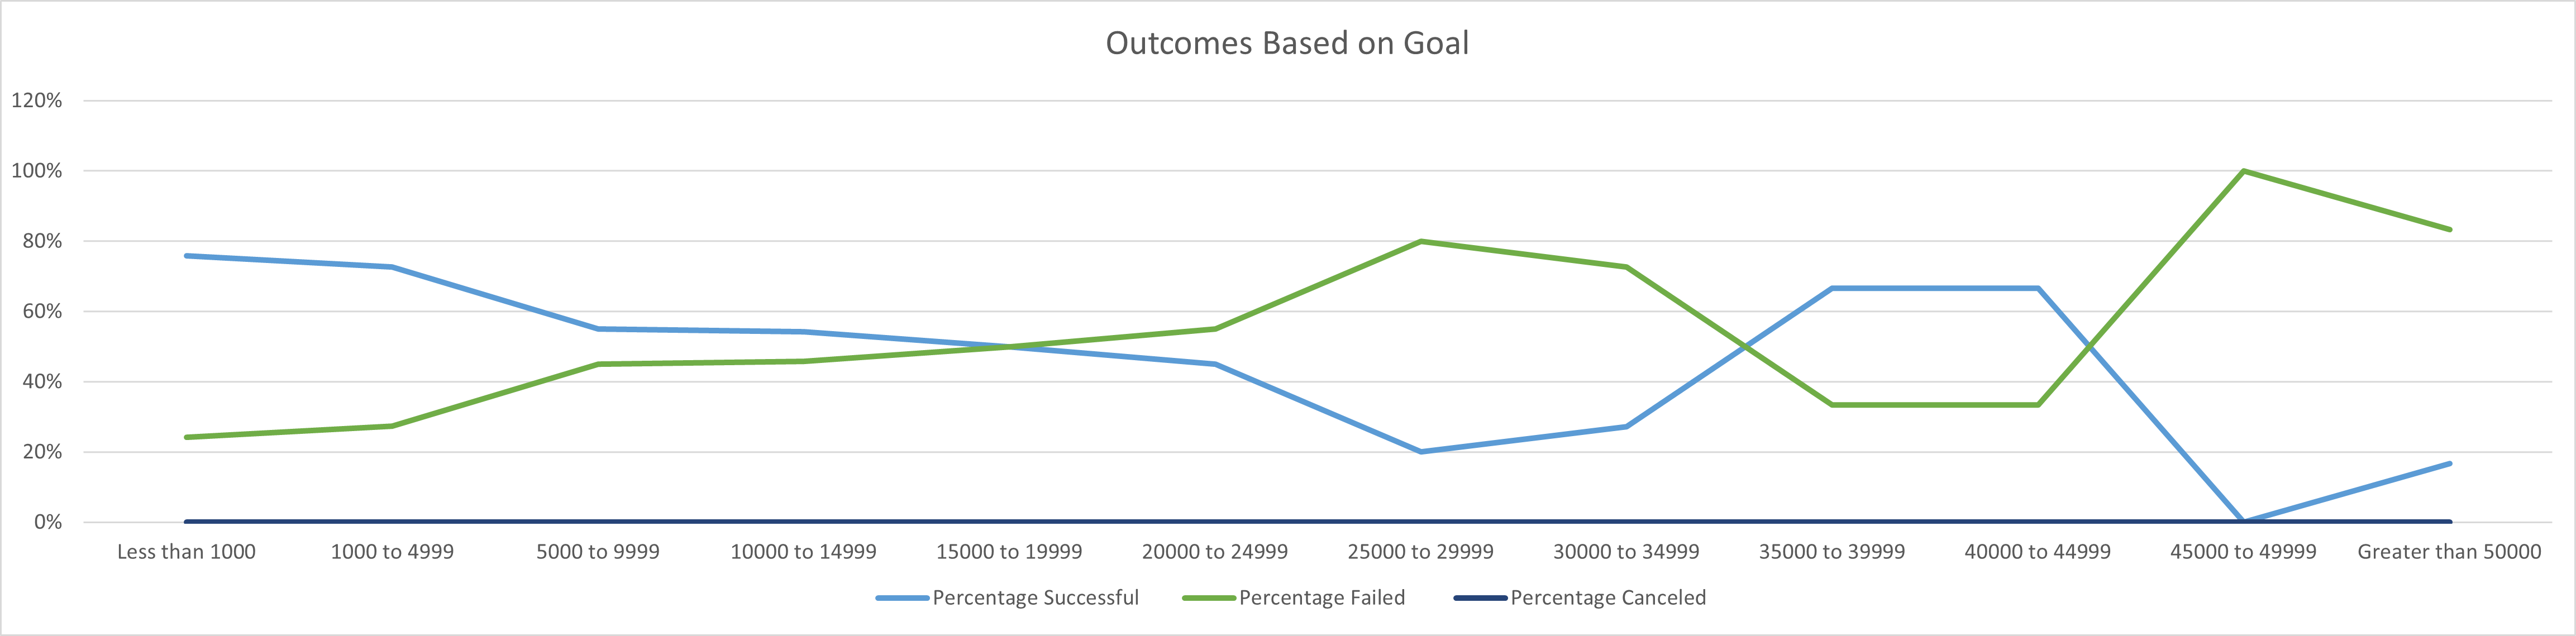 Outcomes Based on Goal
120%
100%
80%
60%
40%
20%
0%
Less than 1000 1000 to 4999 5000 to 9999 10000 to 14999 15000 to 19999 20000 to 24999 25000 to 29999 30000 to 34999 35000 to 39999 40000 to 44999 45000 to 49999 Greater than 50000
Percentage Successful Percentage Failed Percentage Canceled